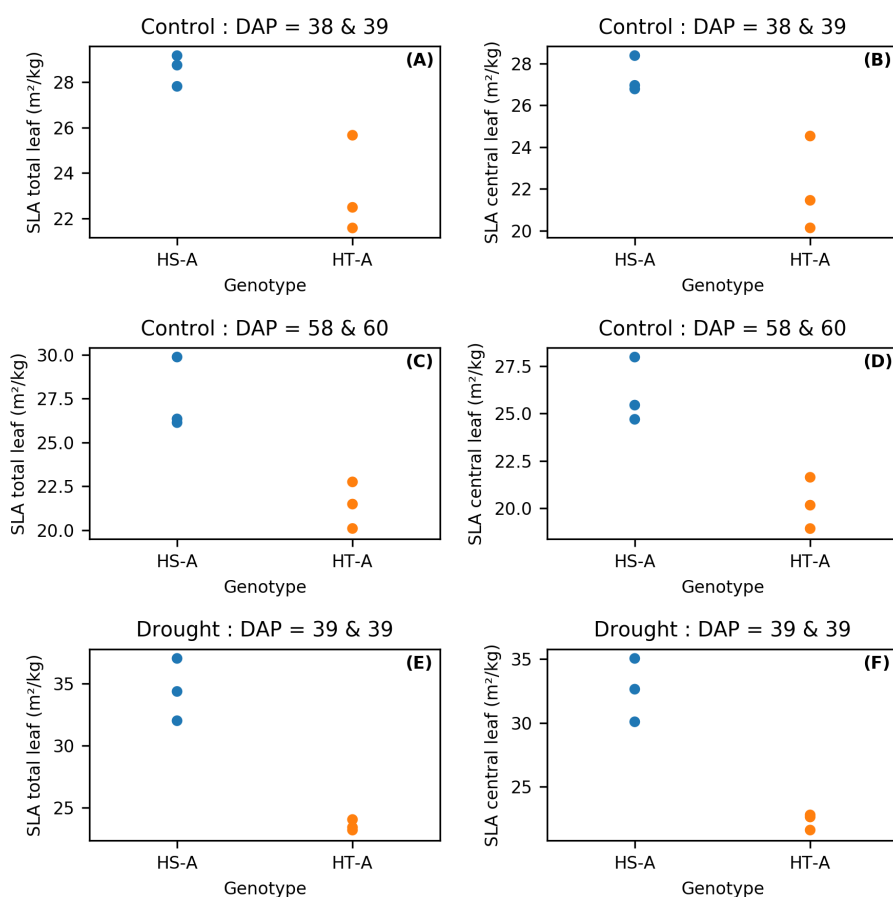 Control : DAP = 38 & 39
(A)
SLA total leaf (m²/kg)
28
26
24
22
HS-A
HT-A
Genotype
Control : DAP = 38 & 39
(B)
SLA central leaf (m²/kg)
28
26
24
22
20
HS-A
HT-A
Genotype
Control : DAP = 58 & 60
(C)
SLA total leaf (m²/kg)
30.0
27.5
25.0
22.5
20.0
HS-A
HT-A
Genotype
Control : DAP = 58 & 60
(D)
SLA central leaf (m²/kg)
27.5
25.0
22.5
20.0
HS-A
HT-A
Genotype
Drought : DAP = 39 & 39
(E)
SLA total leaf (m²/kg)
35
30
25
HS-A
HT-A
Genotype
Drought : DAP = 39 & 39
(F)
SLA central leaf (m²/kg)
35
30
25
HS-A
HT-A
Genotype